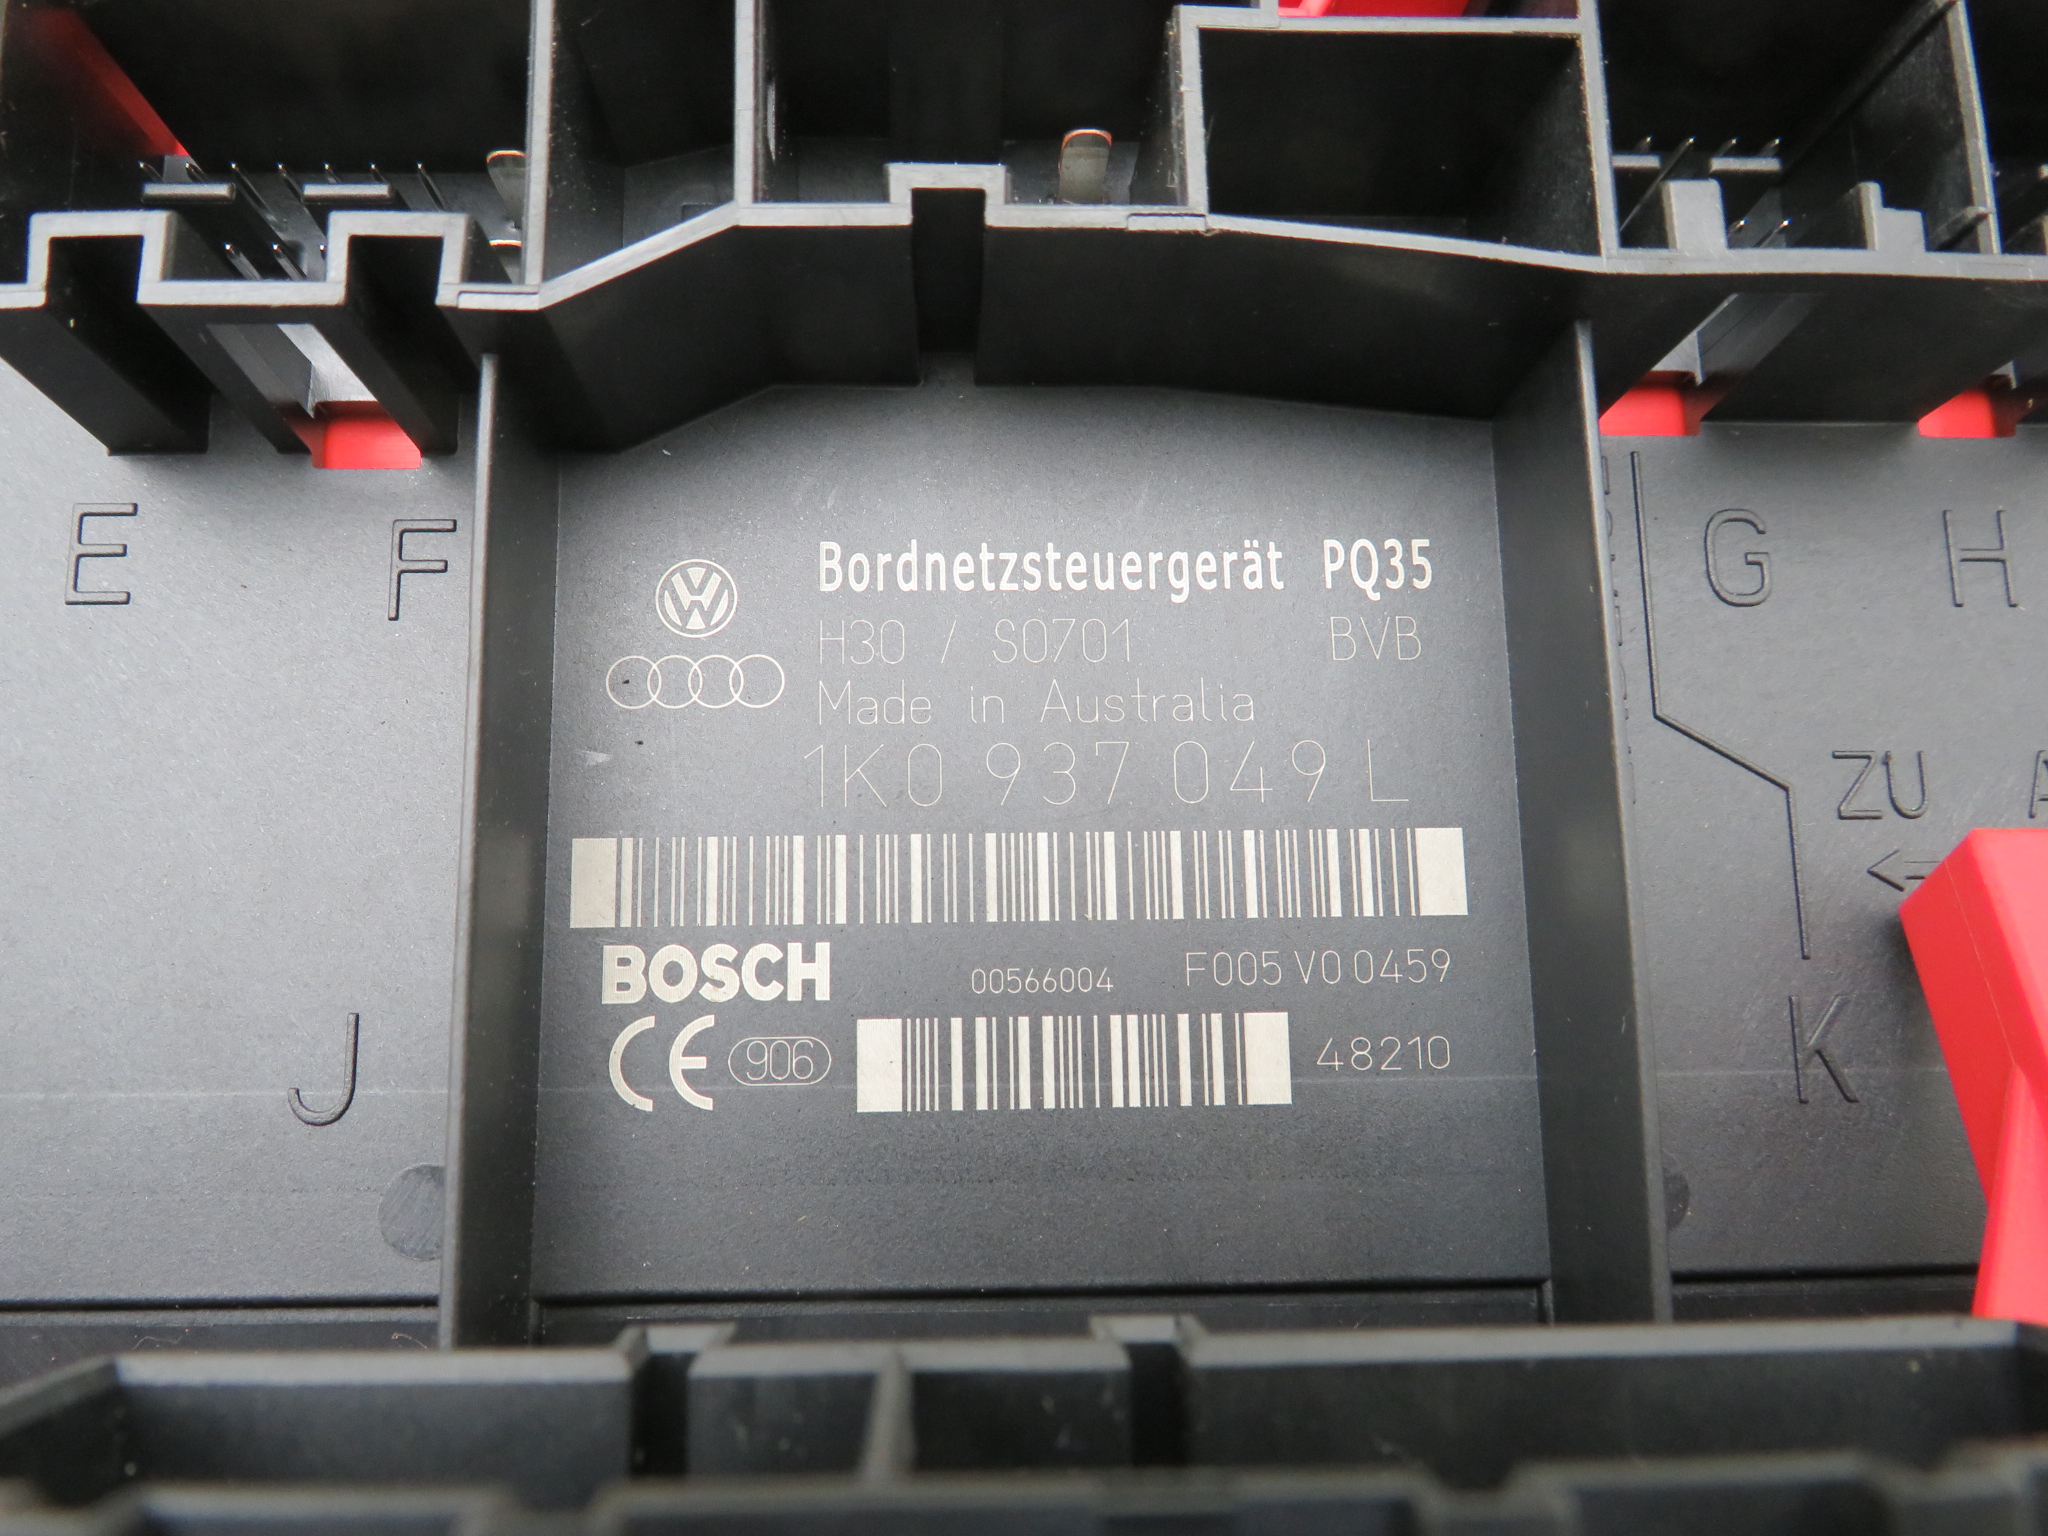 E
F
G
H
Bordnetzsteuergerät PQ35
H30 / S0701 BVB
Made in Australia
1K0 937 049 L
ZU
BOSCH
00566004 F005 V0 0459
CE 906
48210
J
K